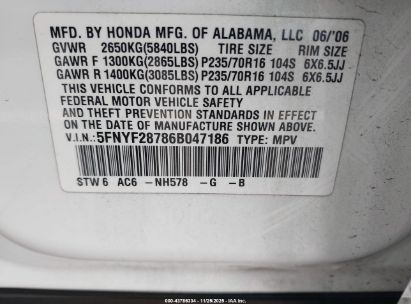 MFD. BY HONDA MFG. OF ALABAMA, LLC 06/'06
GVWR 2650KG(5840LBS) TIRE SIZE RIM SIZE
GAWR F 1300KG(2865LBS) P235/70R16 104S 6X6.5JJ
GAWR R 1400KG(3085LBS) P235/70R16 104S 6X6.5JJ
THIS VEHICLE CONFORMS TO ALL APPLICABLE
FEDERAL MOTOR VEHICLE SAFETY AND
THEFT PREVENTION STANDARDS IN EFFECT ON
THE DATE OF MANUFACTURE SHOWN ABOVE.
V.I.N.: 5FNYF28786B047186 TYPE: MPV
STW 6 AC6 -NH578 -G -B